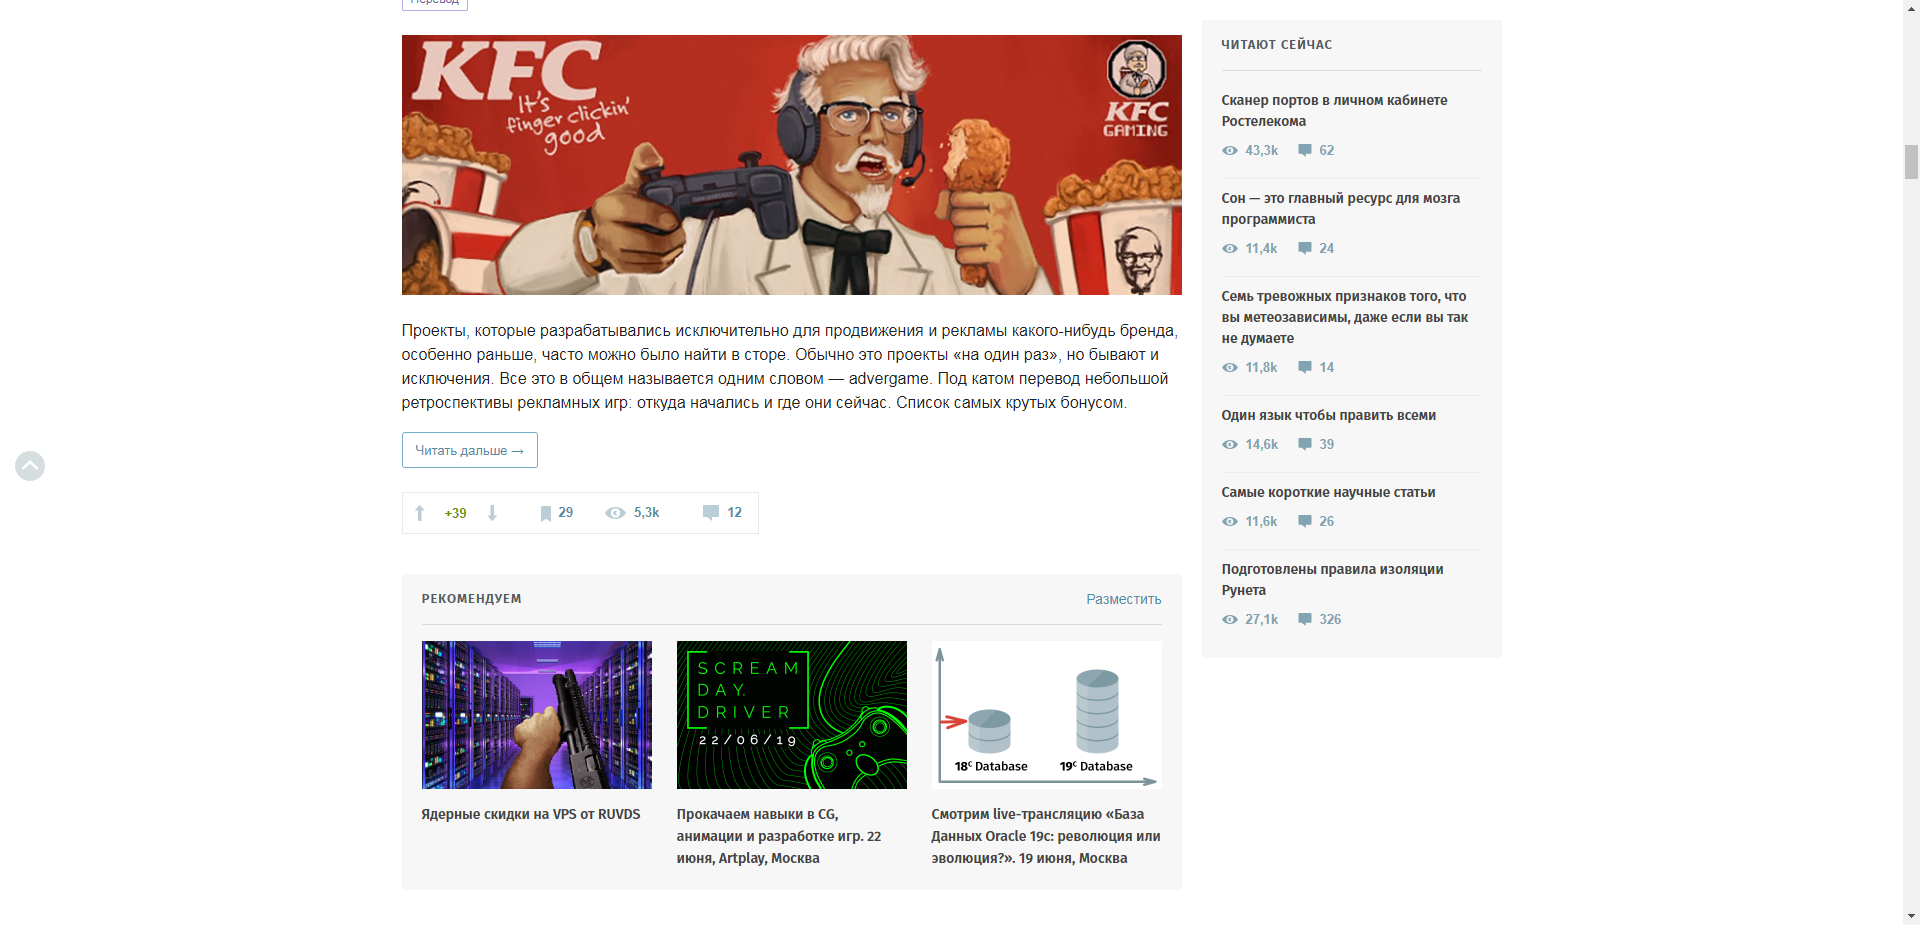 Перевод
KFC
It's
finger clickin'
good
KFC
GAMING
Проекты, которые разрабатывались исключительно для продвижения и рекламы какого-нибудь бренда,
особенно раньше, часто можно было найти в сторе. Обычно это проекты «на один раз», но бывают и
исключения. Все это в общем называется одним словом — advergame. Под катом перевод небольшой
ретроспективы рекламных игр: откуда начались и где они сейчас. Список самых крутых бонусом.
Читать дальше →
+39
29
5,3k
12
РЕКОМЕНДУЕМ
Разместить
SCREAM
DAY.
DRIVER
22/06/19
18c Database
19c Database
Ядерные скидки на VPS от RUVDS
Прокачаем навыки в CG,
анимации и разработке игр. 22
июня, Artplay, Москва
Смотрим live-трансляцию «База
Данных Oracle 19c: революция или
эволюция?». 19 июня, Москва
ЧИТАЮТ СЕЙЧАС
Сканер портов в личном кабинете
Ростелекома
43,3k 62
Сон — это главный ресурс для мозга
программиста
11,4k 24
Семь тревожных признаков того, что
вы метеозависимы, даже если вы так
не думаете
11,8k 14
Один язык чтобы править всеми
14,6k 39
Самые короткие научные статьи
11,6k 26
Подготовлены правила изоляции
Рунета
27,1k 326
KFC